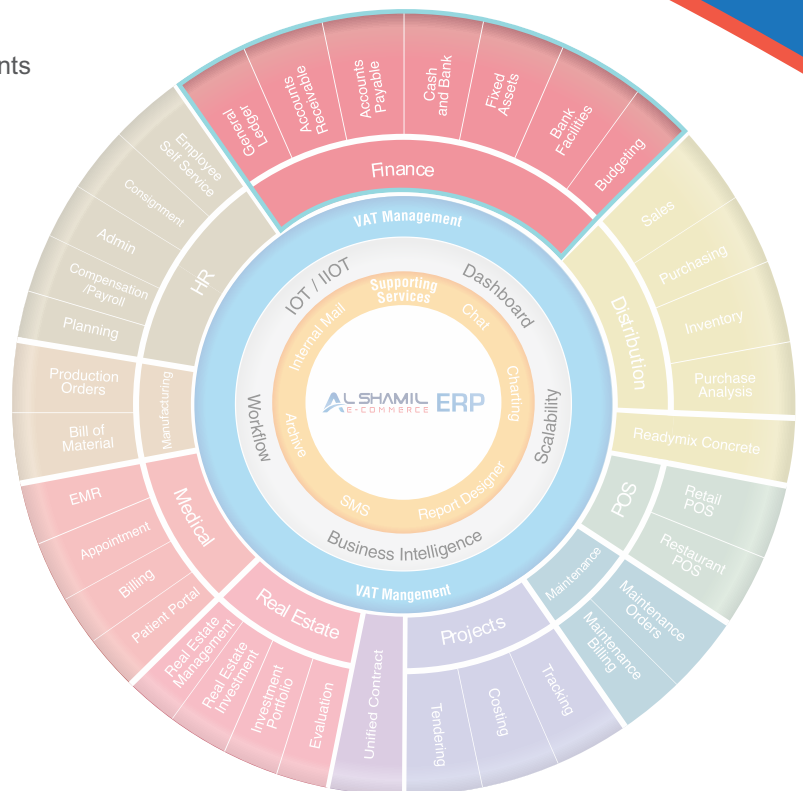 nts
General
Ledger
Accounts
Receivable
Accounts
Payable
Cash
and Bank
Fixed
Assets
Bank
Facilities
Budgeting
Finance
Sales
Purchasing
Inventory
Purchase
Analysis
Distribution
Readymix Concrete
POS
Retail
POS
Restaurant
POS
Maintenance
Maintenance
Orders
Maintenance
Billing
Projects
Tracking
Costing
Tendering
Unified Contract
Real Estate
Evaluation
Investment
Portfolio
Real Estate
Investment
Real Estate
Management
Medical
Patient Portal
Billing
Appointment
EMR
Manufacturing
Bill of
Material
Production
Orders
HR
Planning
Compensation
/Payroll
Admin
Consignment
Employee
Self Service
VAT Management
VAT Mangement
IOT / IIOT
Dashboard
Scalability
Business Intelligence
Workflow
Supporting
Services
Chat
Charting
Report Designer
SMS
Archive
Internal Mail
AL SHAMIL ERP
E-COMMERCE